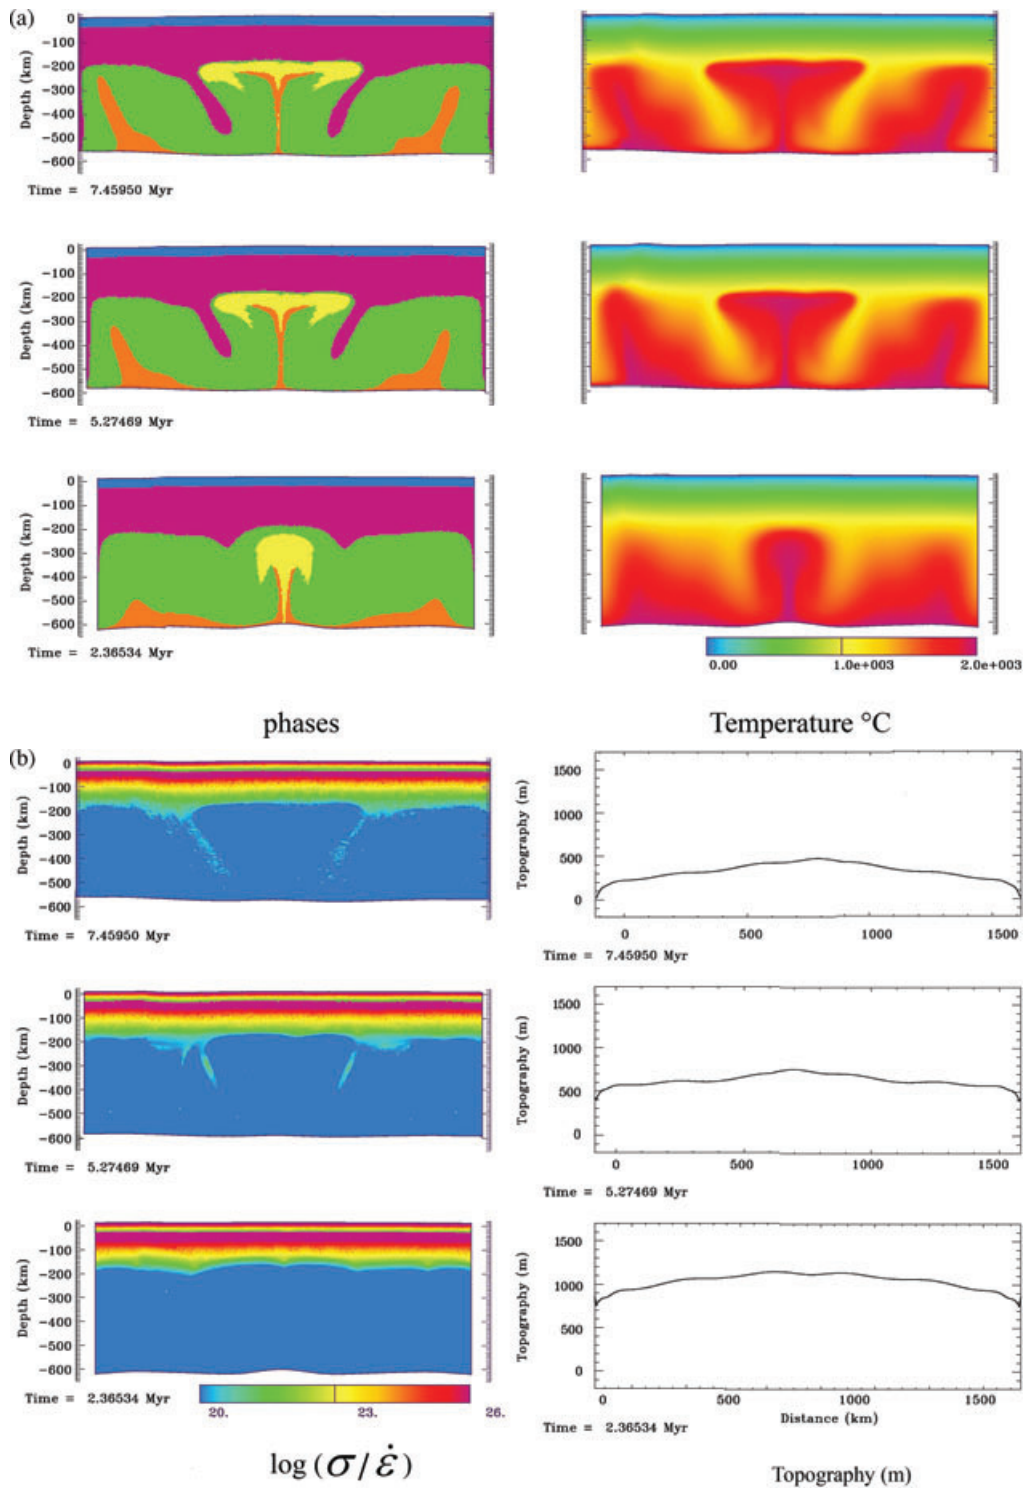 (a)
0
-100
-200
-300
-400
-500
-600
Depth (km)
Time = 7.45950 Myr
0
-100
-200
-300
-400
-500
-600
Depth (km)
Time = 5.27469 Myr
0
-100
-200
-300
-400
-500
-600
Depth (km)
Time = 2.36534 Myr
0.00 1.0e+003 2.0e+003
phases Temperature °C
(b)
0
-100
-200
-300
-400
-500
-600
Depth (km)
Time = 7.45950 Myr
1500
1000
500
0
Topography (m)
0 500 1000 1500
Time = 7.45950 Myr
0
-100
-200
-300
-400
-500
-600
Depth (km)
Time = 5.27469 Myr
1500
1000
500
0
Topography (m)
0 500 1000 1500
Time = 5.27469 Myr
0
-100
-200
-300
-400
-500
-600
Depth (km)
Time = 2.36534 Myr
20. 23. 26.
1500
1000
500
0
Topography (m)
0 500 1000 1500
Distance (km)
Time = 2.36534 Myr
log (σ/ε̇)
Topography (m)